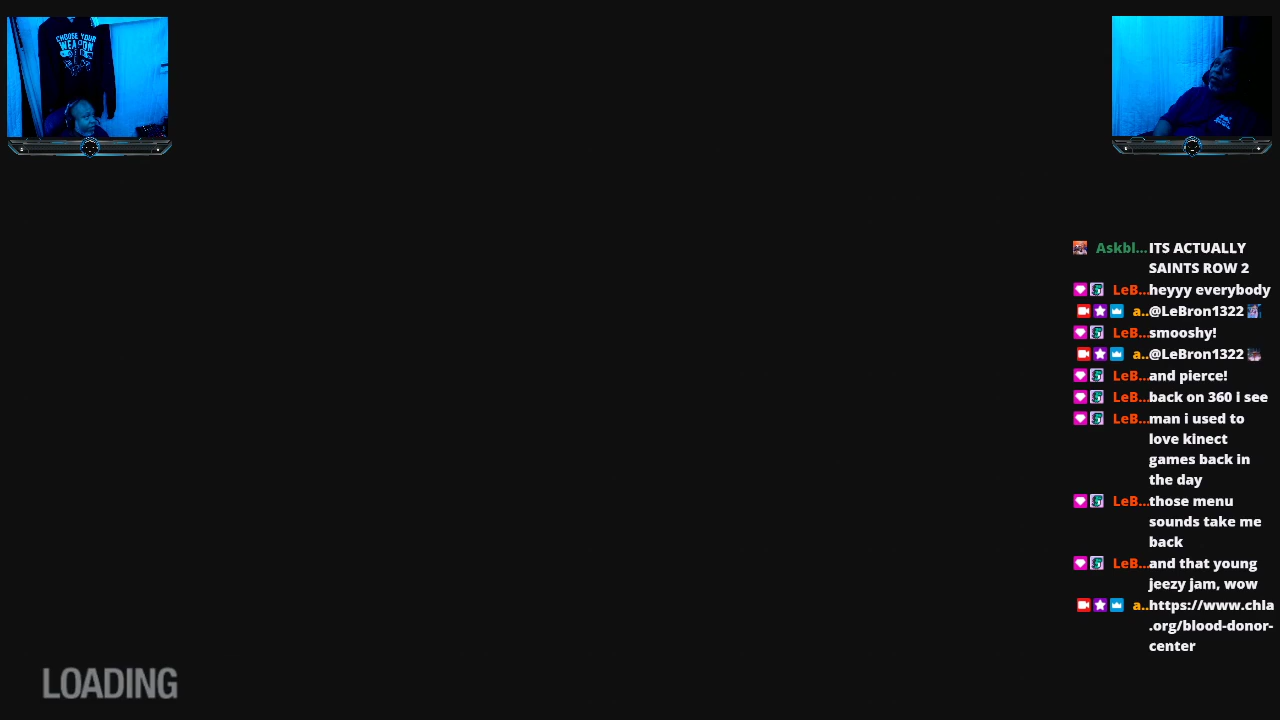 CHOOSE YOUR
WEAPON
Askbl... ITS ACTUALLY
SAINTS ROW 2
LeB... heyyy everybody
a.. @LeBron1322
LeB... smooshy!
a.. @LeBron1322
LeB... and pierce!
LeB... back on 360 i see
LeB... man i used to
love kinect
games back in
the day
LeB... those menu
sounds take me
back
LeB... and that young
jeezy jam, wow
a.. https://www.chla
.org/blood-donor-
center
LOADING